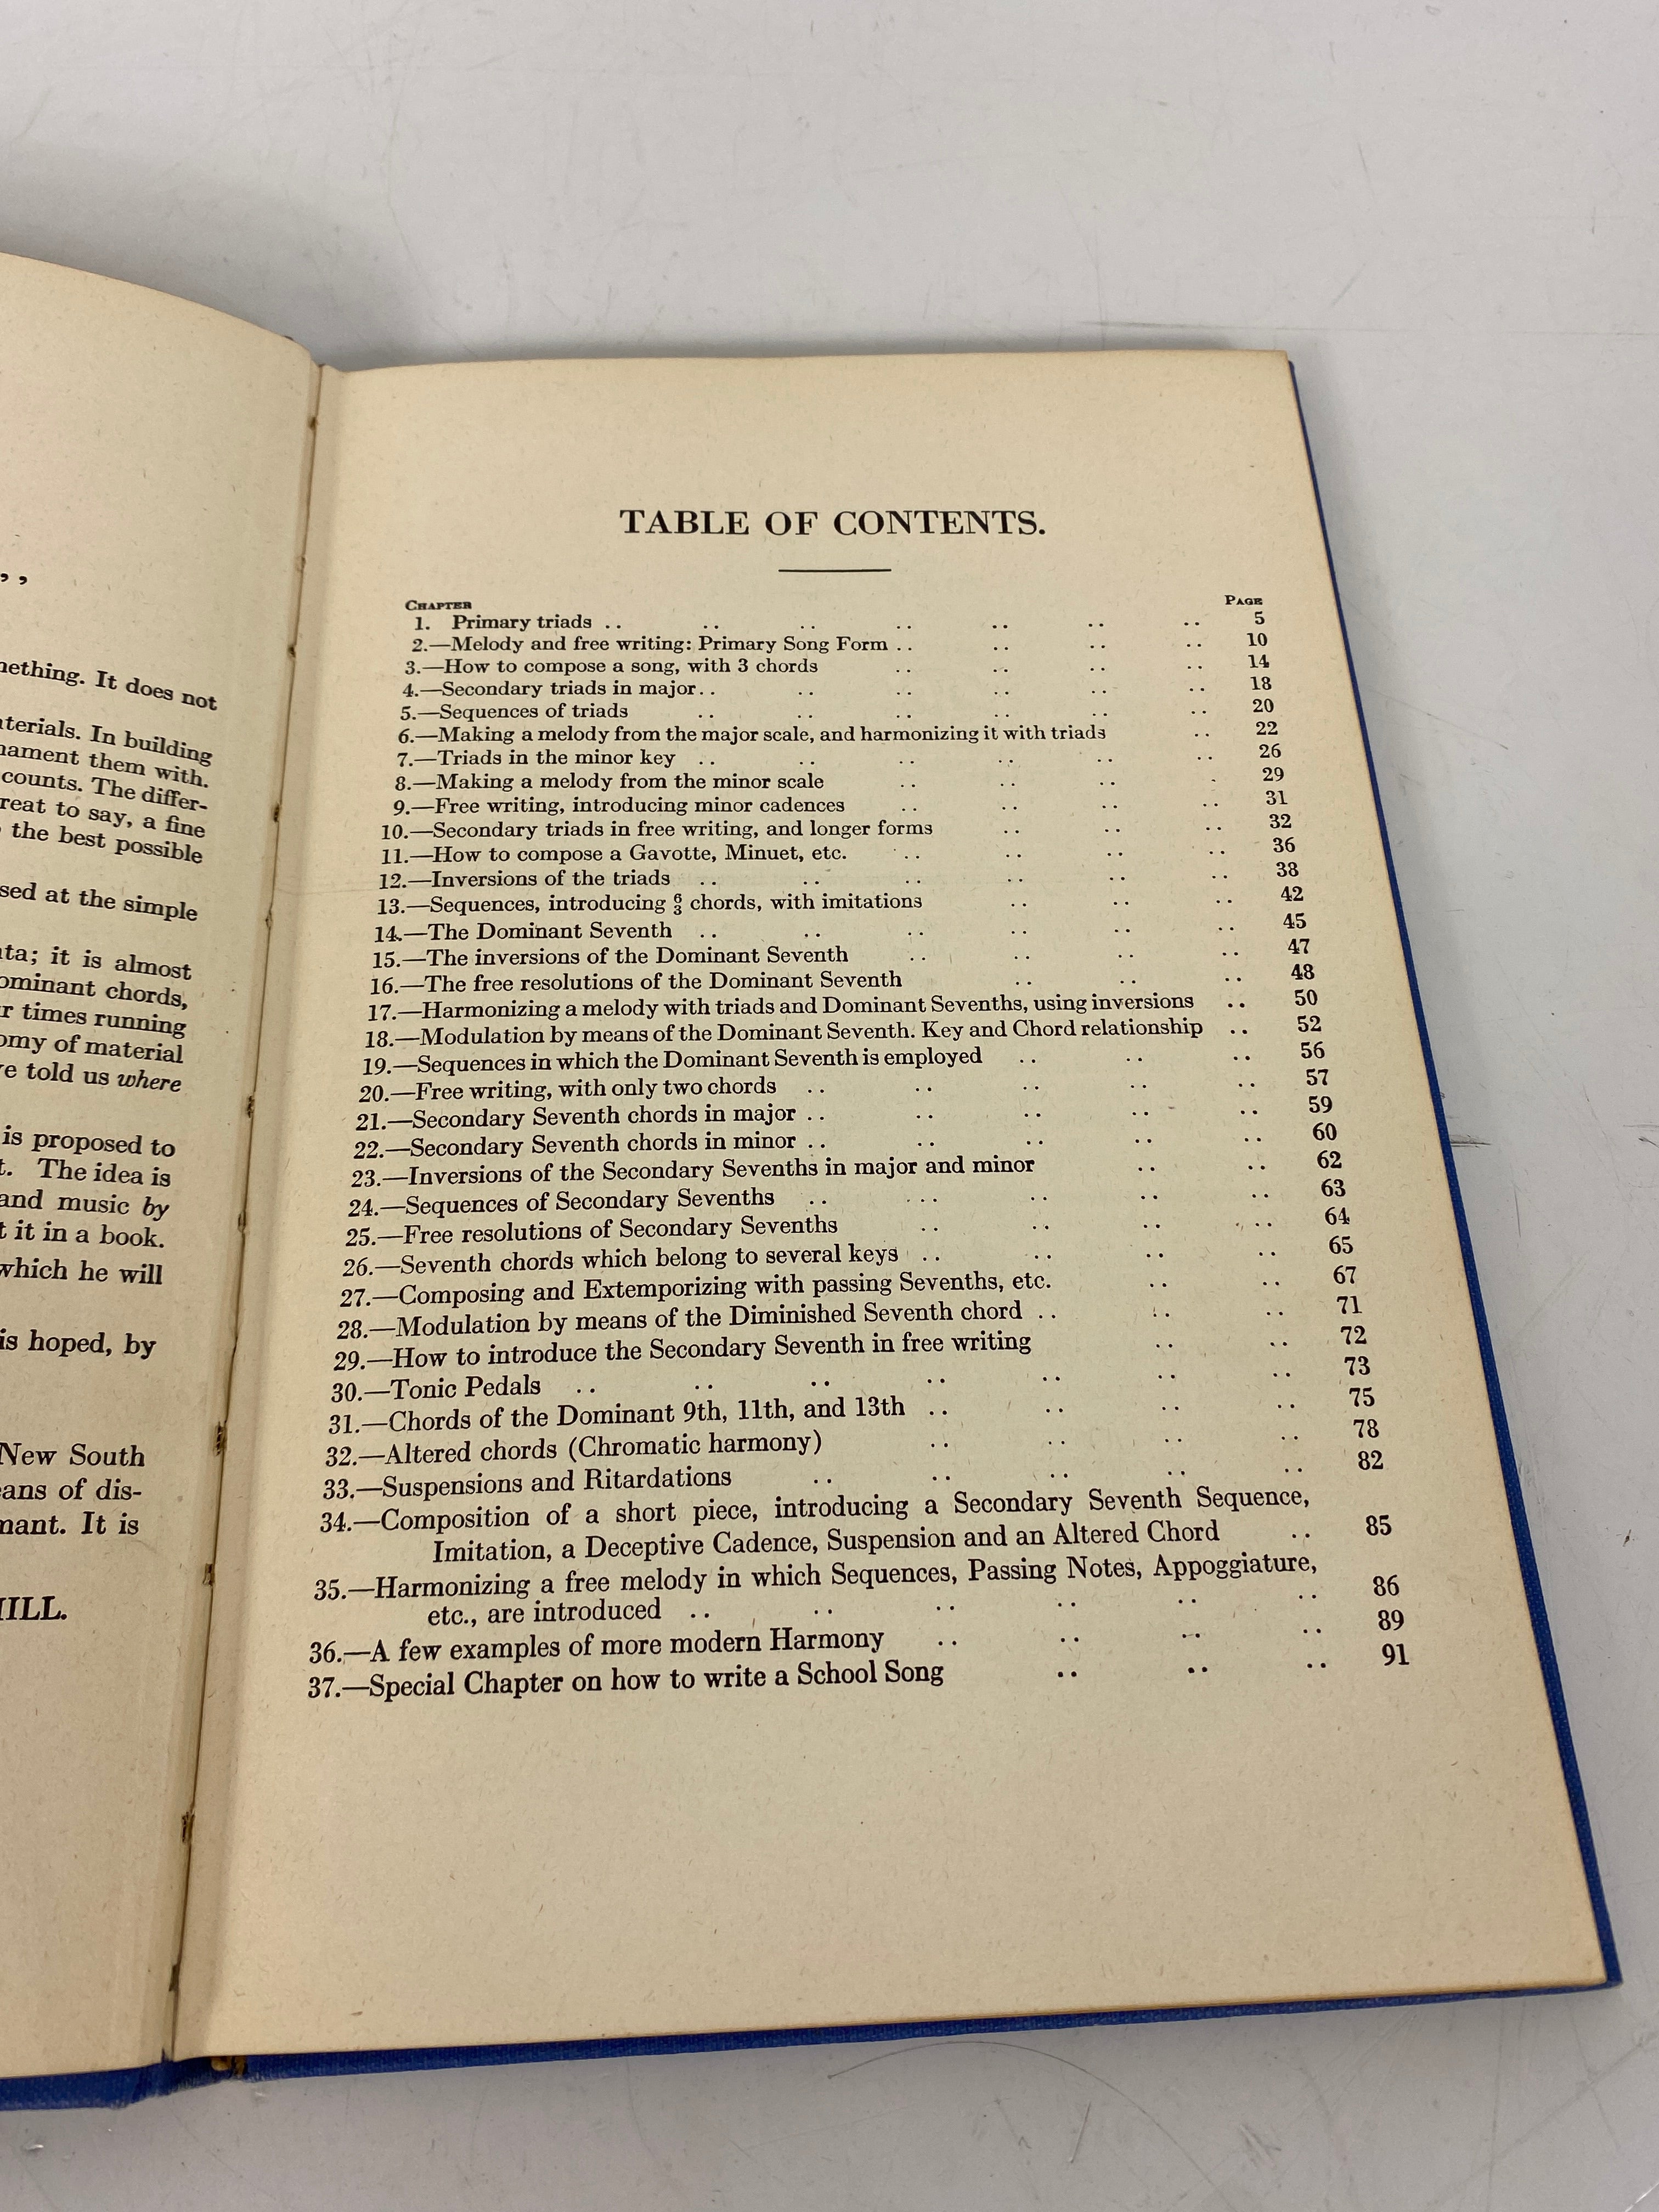 ,,
mething. It does not
aterials. In building
nament them with.
counts. The differ-
reat to say, a fine
the best possible
sed at the simple
ata; it is almost
ominant chords,
r times running
omy of material
e told us where
is proposed to
t. The idea is
and music by
t it in a book.
which he will
is hoped, by
New South
eans of dis-
nant. It is
HILL.
TABLE OF CONTENTS.
CHAPTER PAGE
1. Primary triads .. .. .. .. .. .. .. 5
2.—Melody and free writing: Primary Song Form .. .. .. .. 10
3.—How to compose a song, with 3 chords .. .. .. .. 14
4.—Secondary triads in major .. .. .. .. .. .. 18
5.—Sequences of triads .. .. .. .. .. .. 20
6.—Making a melody from the major scale, and harmonizing it with triads .. 22
7.—Triads in the minor key .. .. .. .. .. .. 26
8.—Making a melody from the minor scale .. .. .. .. 29
9.—Free writing, introducing minor cadences .. .. .. .. 31
10.—Secondary triads in free writing, and longer forms .. .. .. 32
11.—How to compose a Gavotte, Minuet, etc. .. .. .. .. 36
12.—Inversions of the triads .. .. .. .. .. .. 38
13.—Sequences, introducing 6/3 chords, with imitations .. .. .. 42
14.—The Dominant Seventh .. .. .. .. .. .. 45
15.—The inversions of the Dominant Seventh .. .. .. .. 47
16.—The free resolutions of the Dominant Seventh .. .. .. 48
17.—Harmonizing a melody with triads and Dominant Sevenths, using inversions .. 50
18.—Modulation by means of the Dominant Seventh. Key and Chord relationship .. 52
19.—Sequences in which the Dominant Seventh is employed .. .. .. 56
20.—Free writing, with only two chords .. .. .. .. .. 57
21.—Secondary Seventh chords in major .. .. .. .. .. 59
22.—Secondary Seventh chords in minor .. .. .. .. .. 60
23.—Inversions of the Secondary Sevenths in major and minor .. .. 62
24.—Sequences of Secondary Sevenths .. .. .. .. .. 63
25.—Free resolutions of Secondary Sevenths .. .. .. .. 64
26.—Seventh chords which belong to several keys .. .. .. .. 65
27.—Composing and Extemporizing with passing Sevenths, etc. .. .. 67
28.—Modulation by means of the Diminished Seventh chord .. .. .. 71
29.—How to introduce the Secondary Seventh in free writing .. .. 72
30.—Tonic Pedals .. .. .. .. .. .. .. 73
31.—Chords of the Dominant 9th, 11th, and 13th .. .. .. .. 75
32.—Altered chords (Chromatic harmony) .. .. .. .. 78
33.—Suspensions and Ritardations .. .. .. .. .. 82
34.—Composition of a short piece, introducing a Secondary Seventh Sequence,
Imitation, a Deceptive Cadence, Suspension and an Altered Chord .. 85
35.—Harmonizing a free melody in which Sequences, Passing Notes, Appoggiature,
etc., are introduced .. .. .. .. .. .. 86
36.—A few examples of more modern Harmony .. .. .. .. 89
37.—Special Chapter on how to write a School Song .. .. .. 91